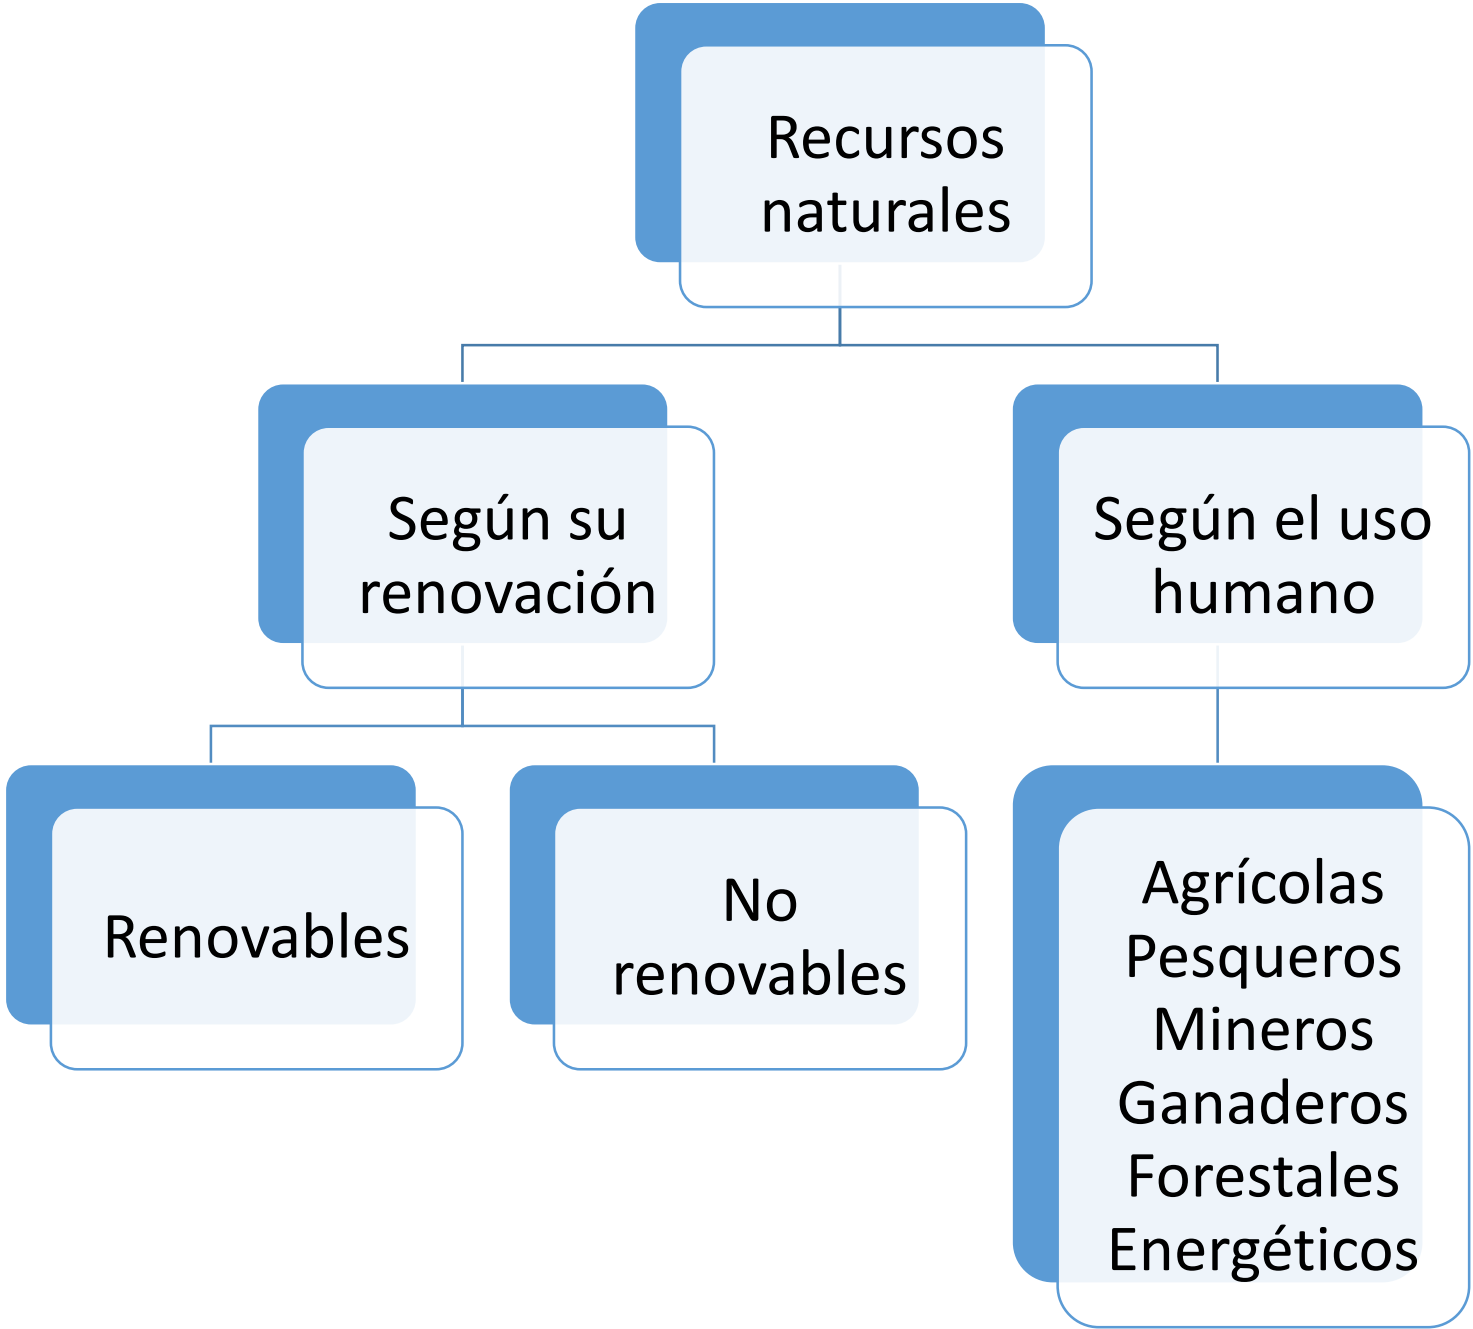 Recursos
naturales
Según su
renovación
Según el uso
humano
Renovables
No
renovables
Agrícolas
Pesqueros
Mineros
Ganaderos
Forestales
Energéticos